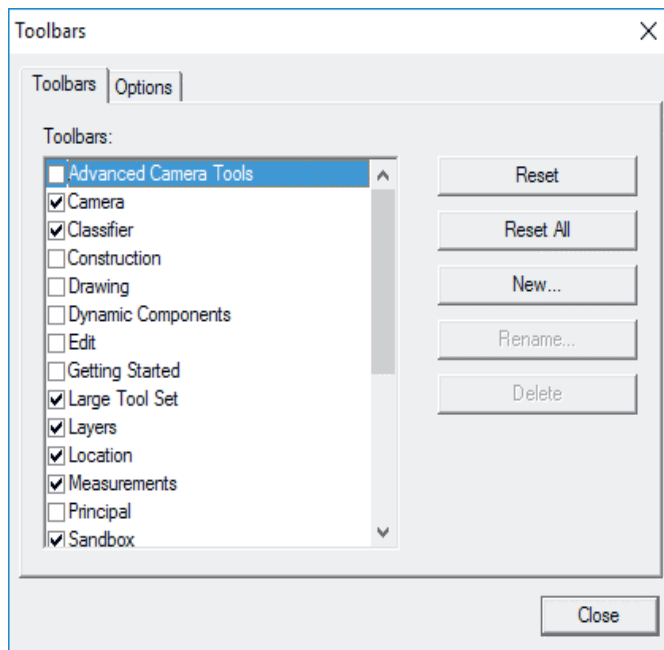 Toolbars
Toolbars
Options
Toolbars:
Advanced Camera Tools
Camera
Classifier
Construction
Drawing
Dynamic Components
Edit
Getting Started
Large Tool Set
Layers
Location
Measurements
Principal
Sandbox
Reset
Reset All
New...
Rename...
Delete
Close